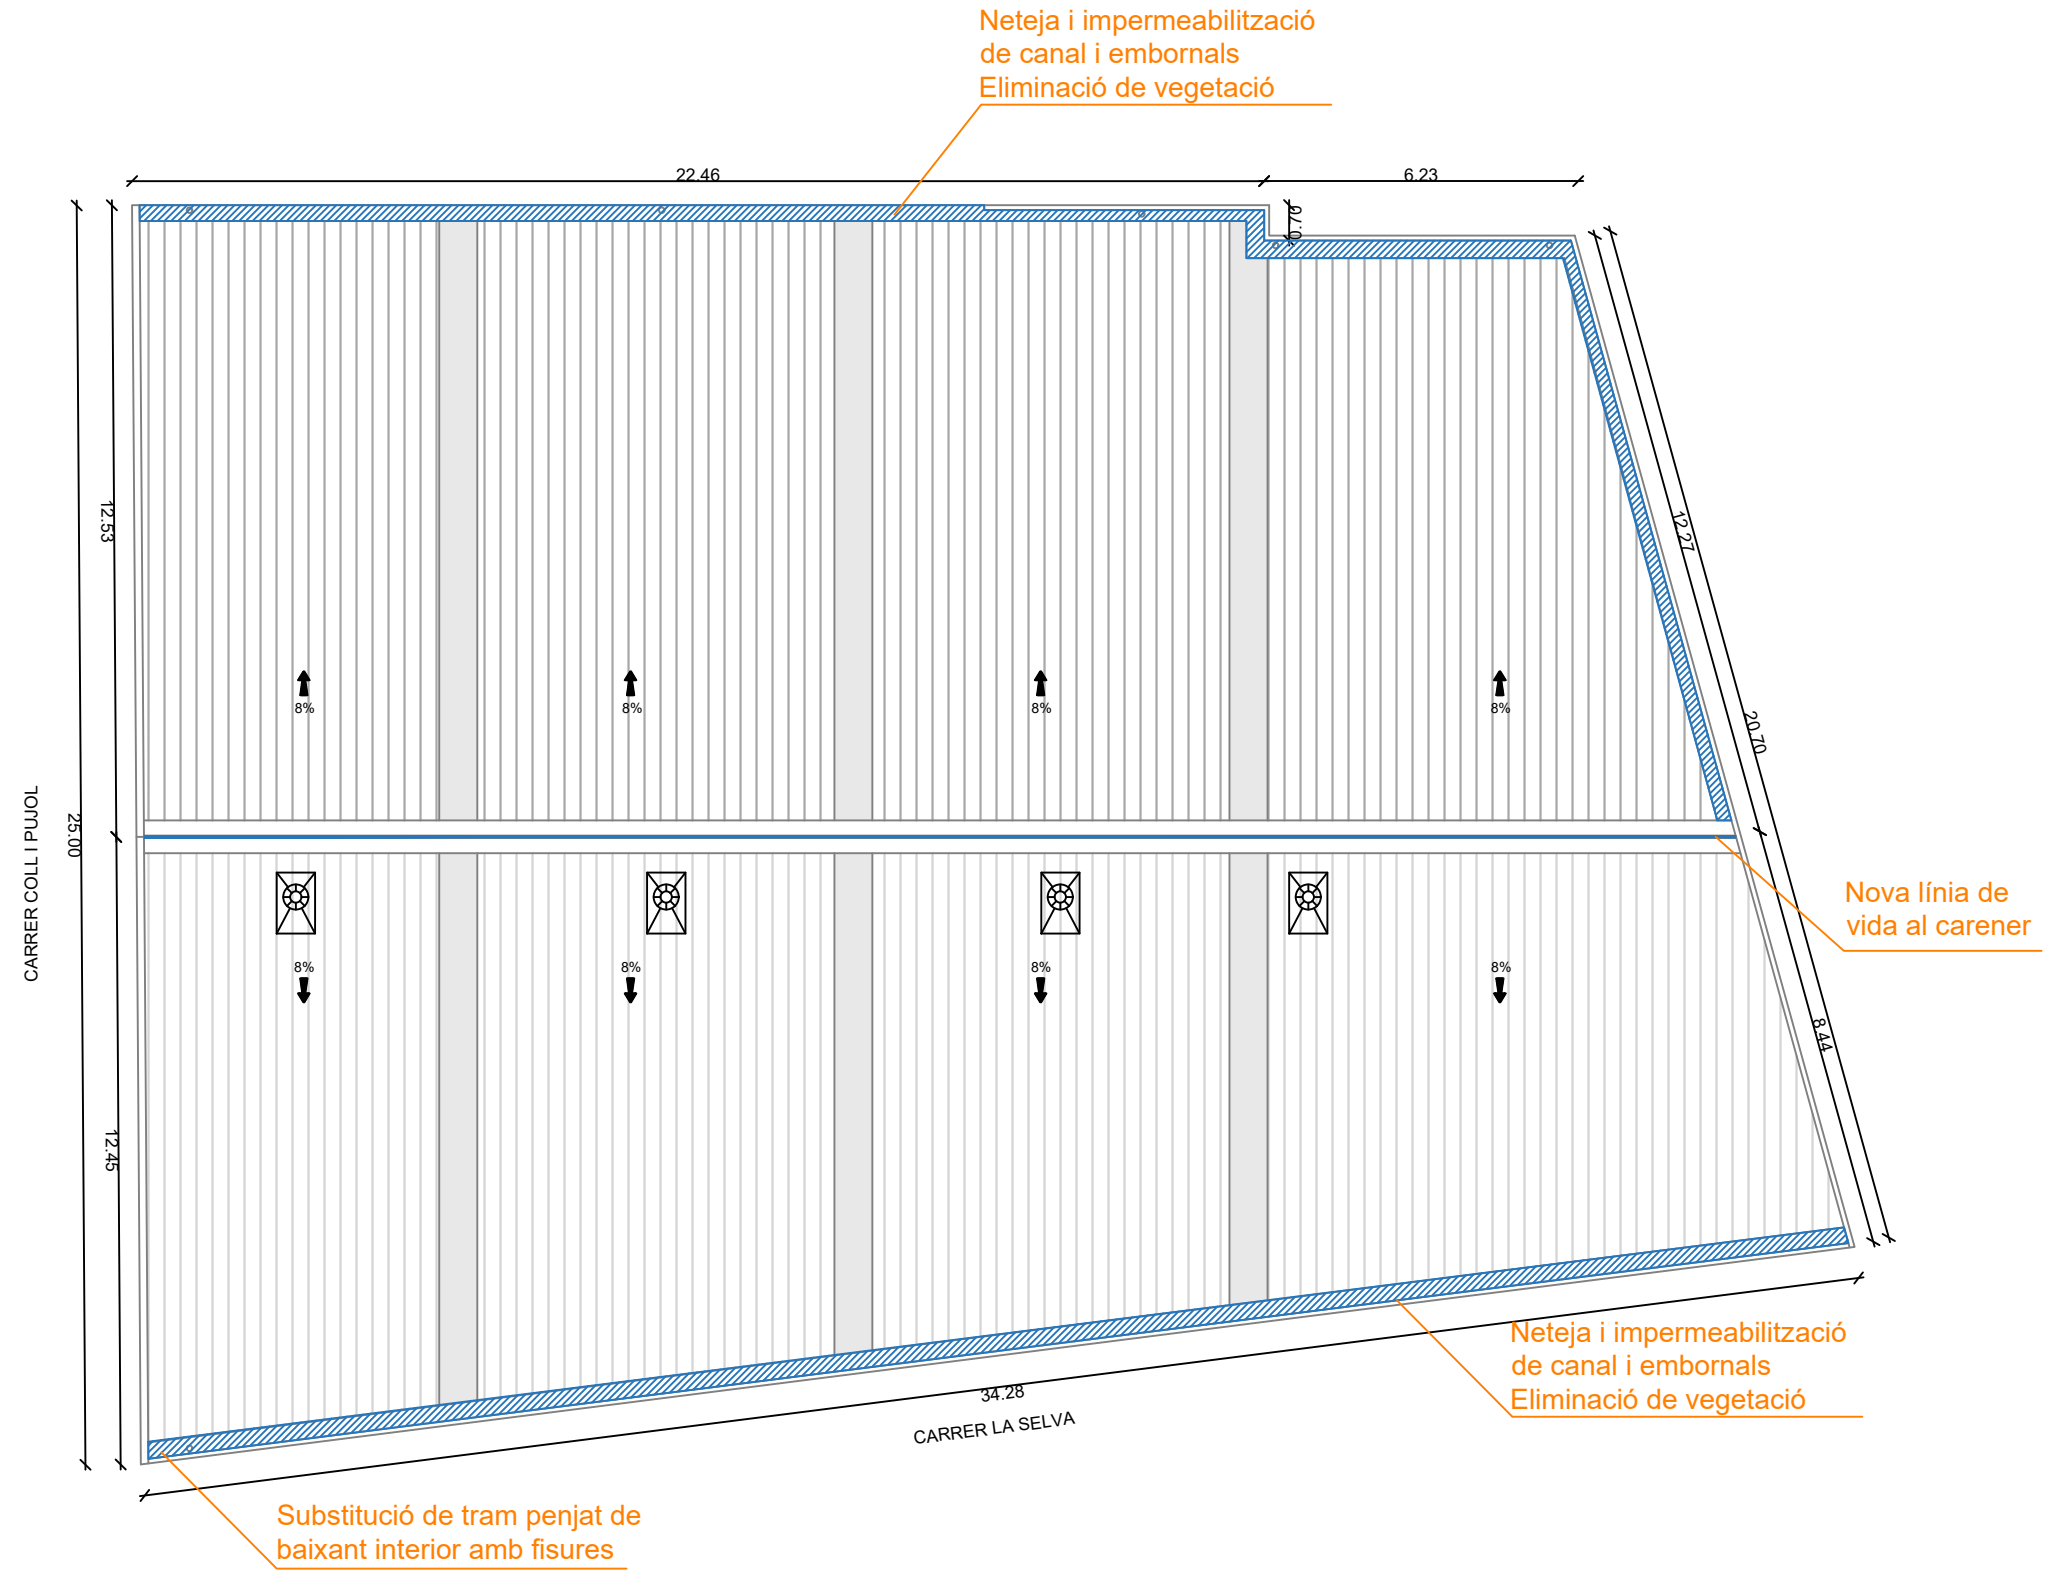 Neteja i impermeabilització
de canal i embornals
Eliminació de vegetació
22.46
6.23
0.70
12.53
12.27
8%
8%
8%
8%
20.70
CARRER COLL I PUJOL
25.00
Nova línia de
vida al carener
8%
8%
8%
8%
8.44
12.45
Neteja i impermeabilització
de canal i embornals
Eliminació de vegetació
34.28
CARRER LA SELVA
Substitució de tram penjat de
baixant interior amb fisures